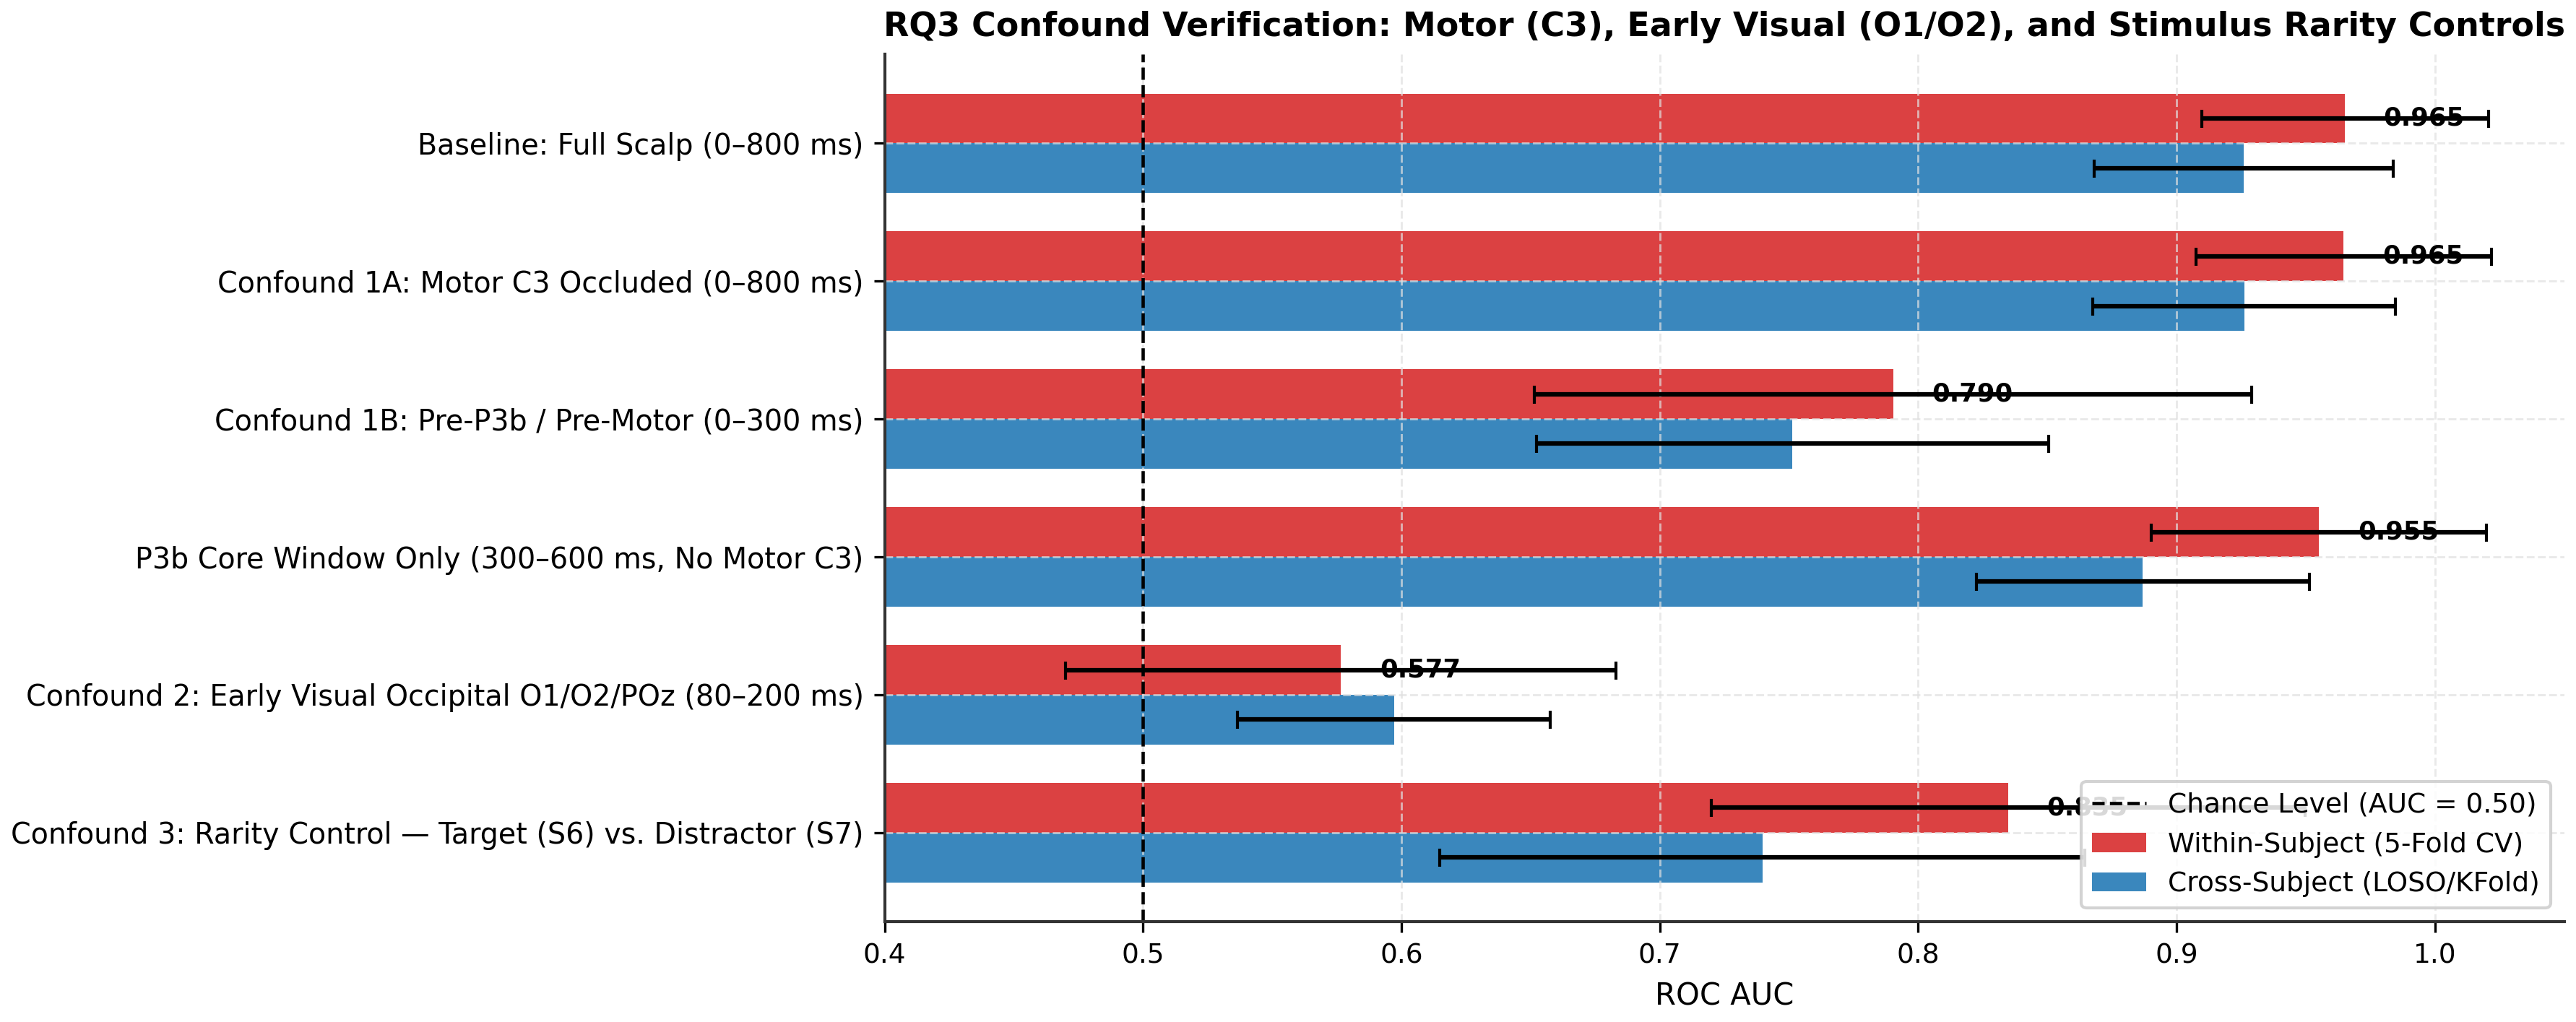 RQ3 Confound Verification: Motor (C3), Early Visual (O1/O2), and Stimulus Rarity Controls
Baseline: Full Scalp (0–800 ms)
0.965
Confound 1A: Motor C3 Occluded (0–800 ms)
0.965
Confound 1B: Pre-P3b / Pre-Motor (0–300 ms)
0.790
P3b Core Window Only (300–600 ms, No Motor C3)
0.955
Confound 2: Early Visual Occipital O1/O2/POz (80–200 ms)
0.577
Confound 3: Rarity Control — Target (S6) vs. Distractor (S7)
0.835
Chance Level (AUC = 0.50)
Within-Subject (5-Fold CV)
Cross-Subject (LOSO/KFold)
0.4 0.5 0.6 0.7 0.8 0.9 1.0
ROC AUC